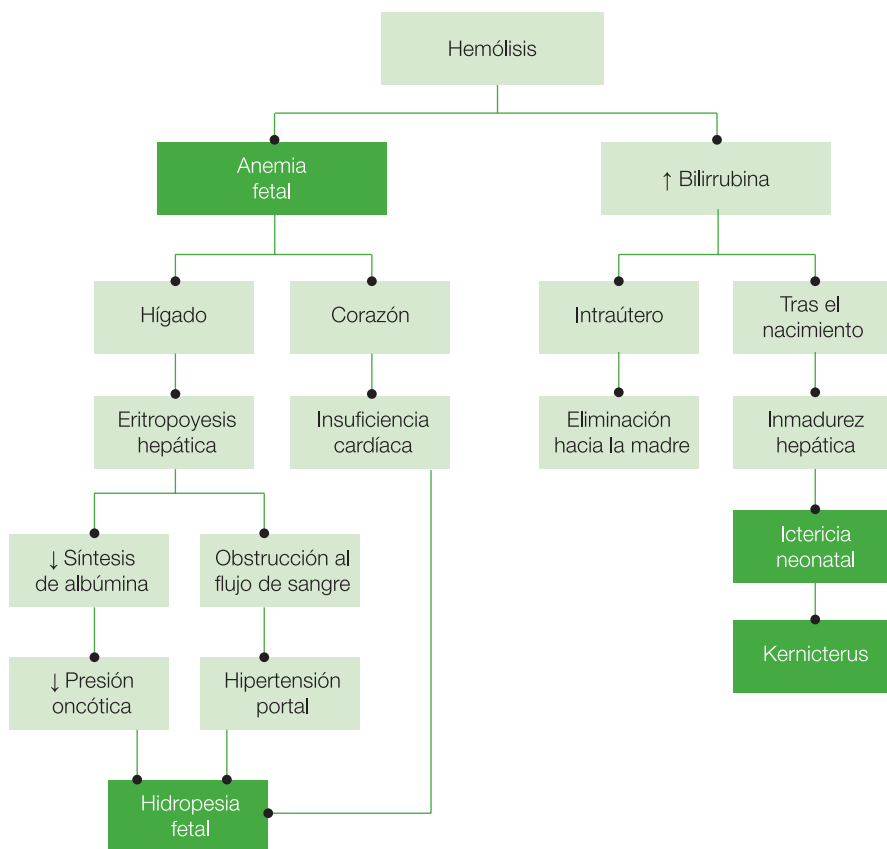 Hemólisis
Anemia
fetal
↑ Bilirrubina
Hígado
Corazón
Intraútero
Tras el
nacimiento
Eritropoyesis
hepática
Insuficiencia
cardíaca
Eliminación
hacia la madre
Inmadurez
hepática
↓ Síntesis
de albúmina
Obstrucción al
flujo de sangre
Ictericia
neonatal
↓ Presión
oncótica
Hipertensión
portal
Kernicterus
Hidropesia
fetal